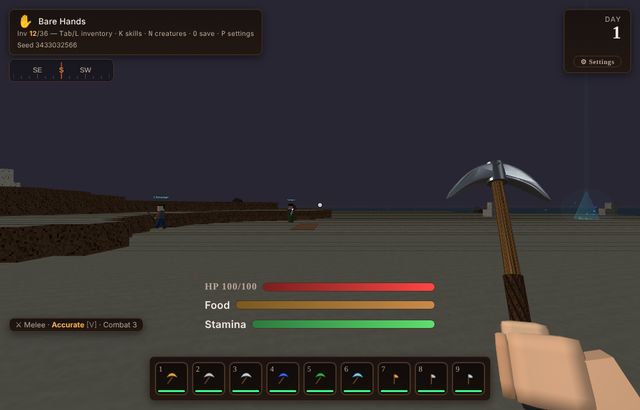 Bare Hands
Inv 12/36 — Tab/L inventory · K skills · N creatures · 0 save · P settings
Seed 3433032566
SE S SW
DAY
1
Settings
HP 100/100
Food
Stamina
Melee · Accurate [V] · Combat 3
1 2 3 4 5 6 7 8 9